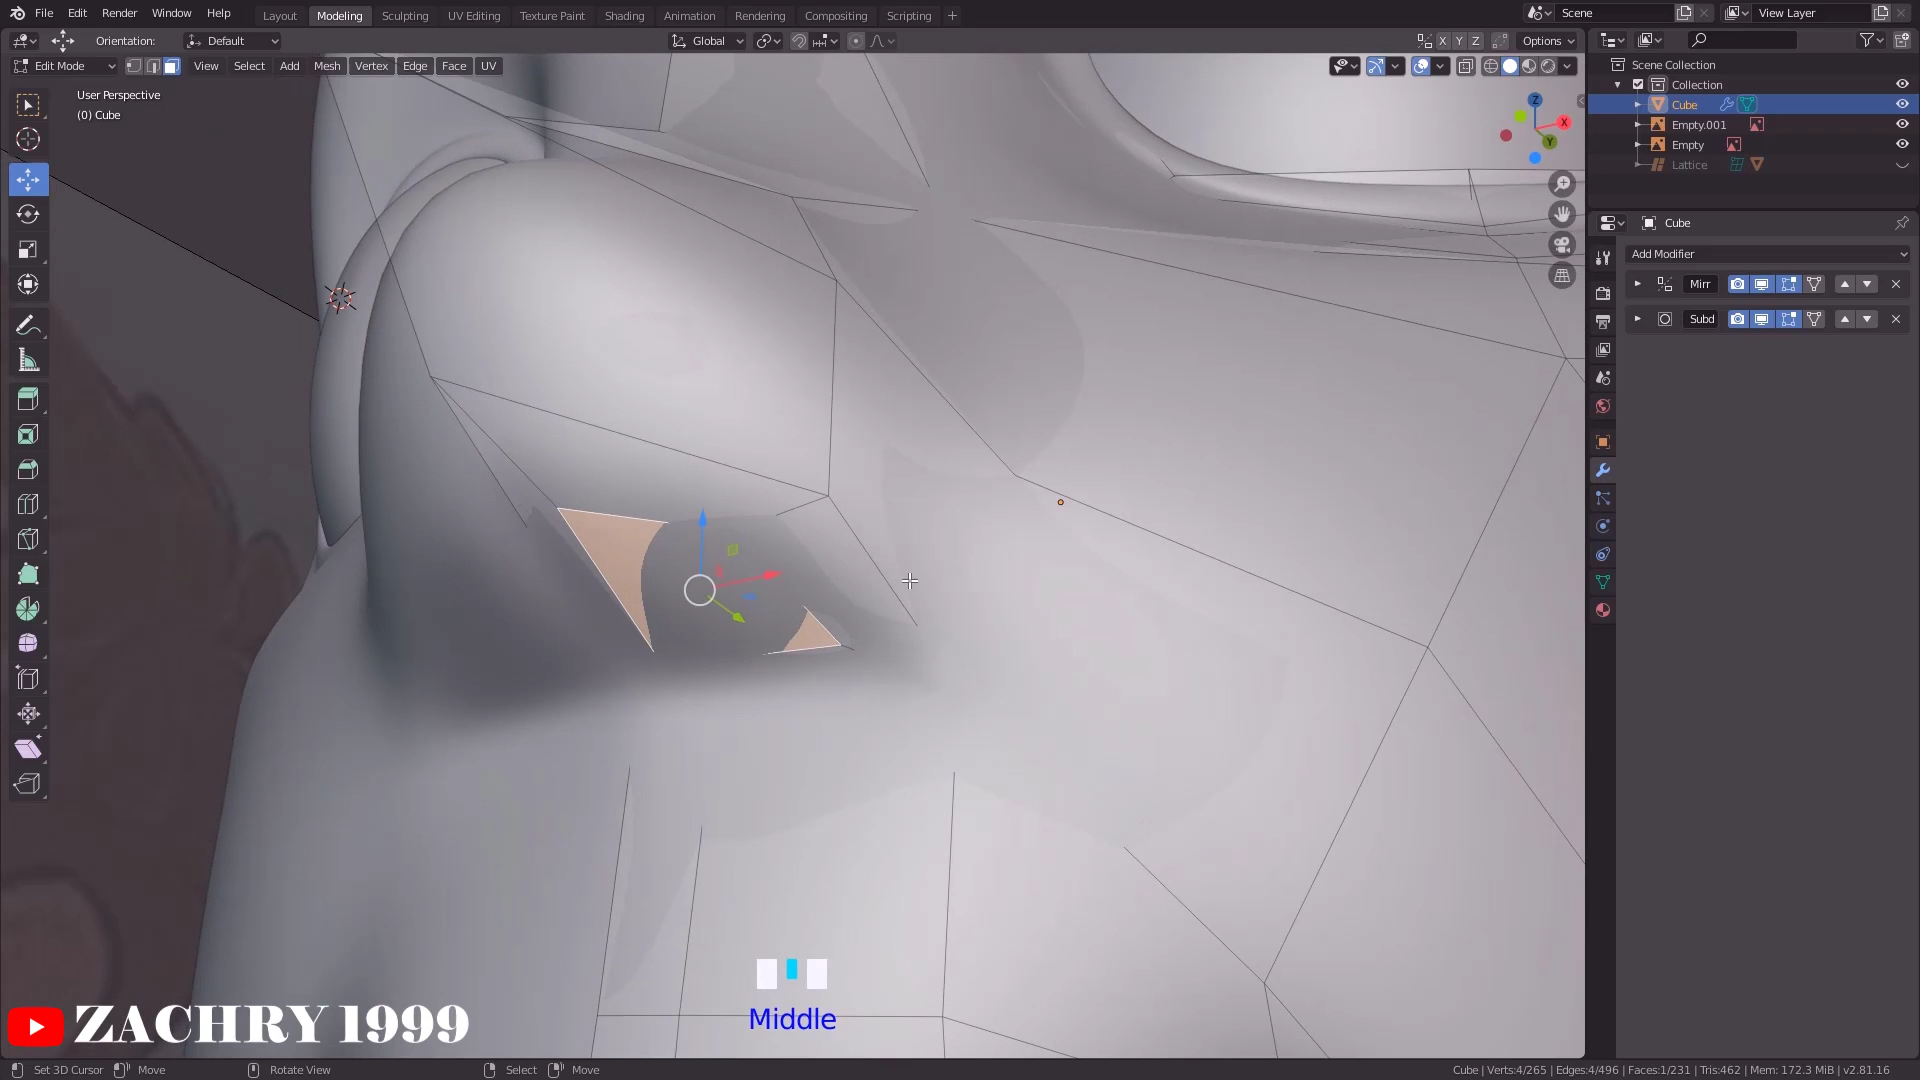 File Edit Render Window Help Layout Modeling Sculpting UV Editing Texture Paint Shading Animation Rendering Compositing Scripting + Scene View Layer
Orientation: Default Global X Y Z Options
Edit Mode View Select Add Mesh Vertex Edge Face UV
User Perspective
(0) Cube
Z
X
Y
Scene Collection
Collection
Cube
Empty.001
Empty
Lattice
Cube
Add Modifier
Mirr
Subd
Middle
ZACHRY 1999
Set 3D Cursor Move Rotate View Select Move Cube | Verts:4/265 | Edges:4/496 | Faces:1/231 | Tris:462 | Mem: 172.3 MiB | v2.81.16